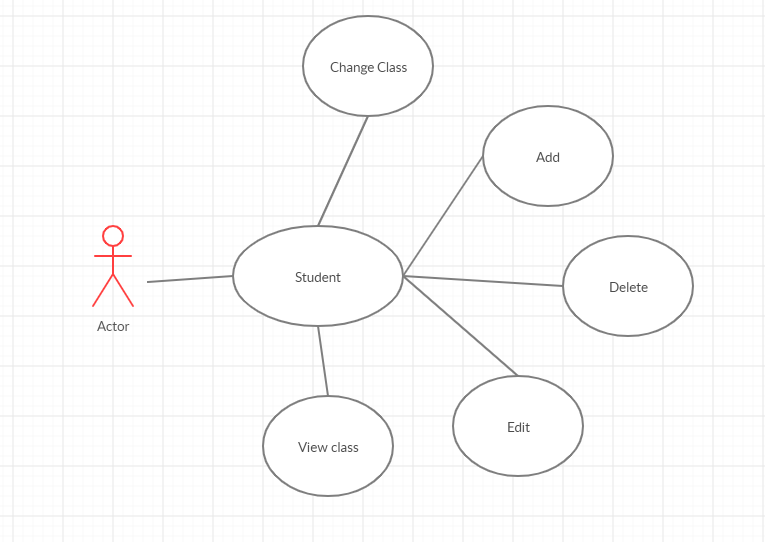 Change Class
Add
Student
Delete
Actor
Edit
View class